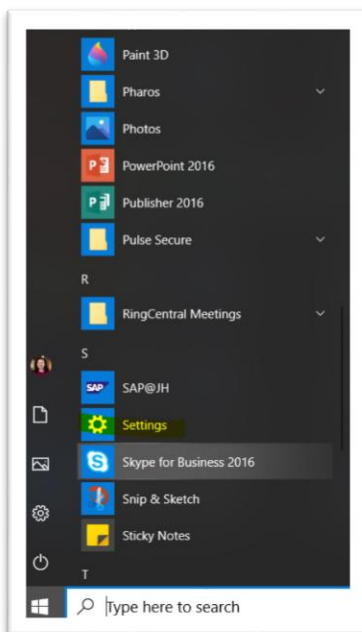 Paint 3D
Pharos
Photos
P
PowerPoint 2016
P
Publisher 2016
Pulse Secure
R
RingCentral Meetings
S
SAP
SAP@JH
Settings
S
Skype for Business 2016
Snip & Sketch
Sticky Notes
T
Type here to search